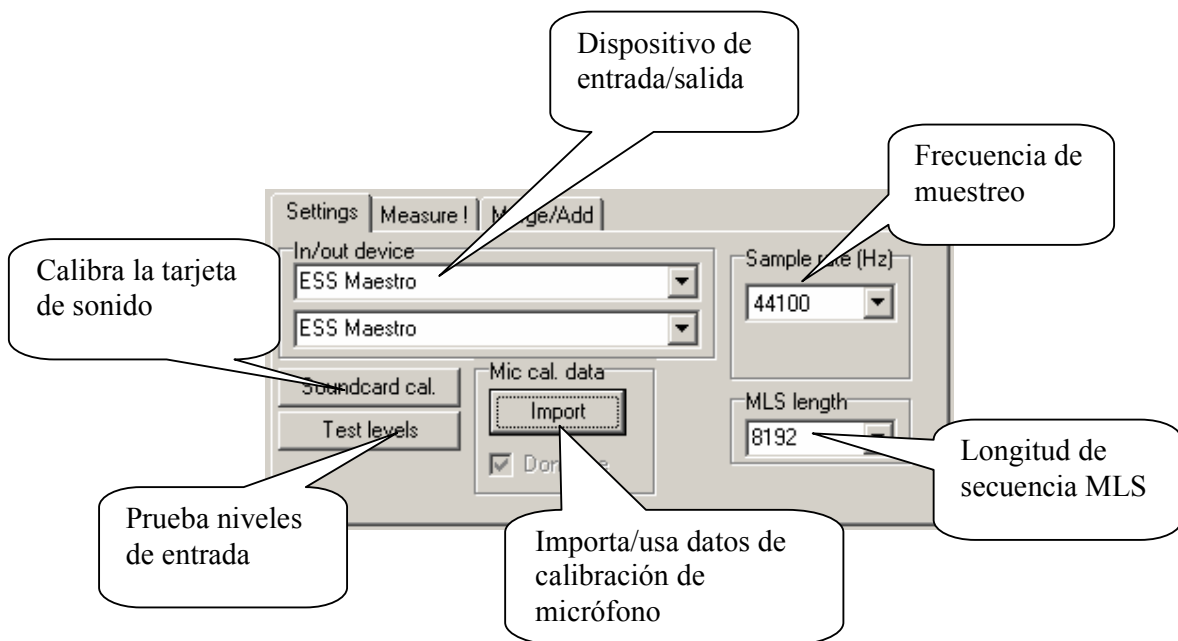 Dispositivo de
entrada/salida
Frecuencia de
muestreo
Settings
Measure !
In/out device
ESS Maestro
ESS Maestro
Sample rate (Hz)
44100
Calibra la tarjeta
de sonido
Soundcard cal.
Test levels
Mic cal. data
Import
MLS length
8192
Longitud de
secuencia MLS
Prueba niveles
de entrada
Importa/usa datos de
calibración de
micrófono